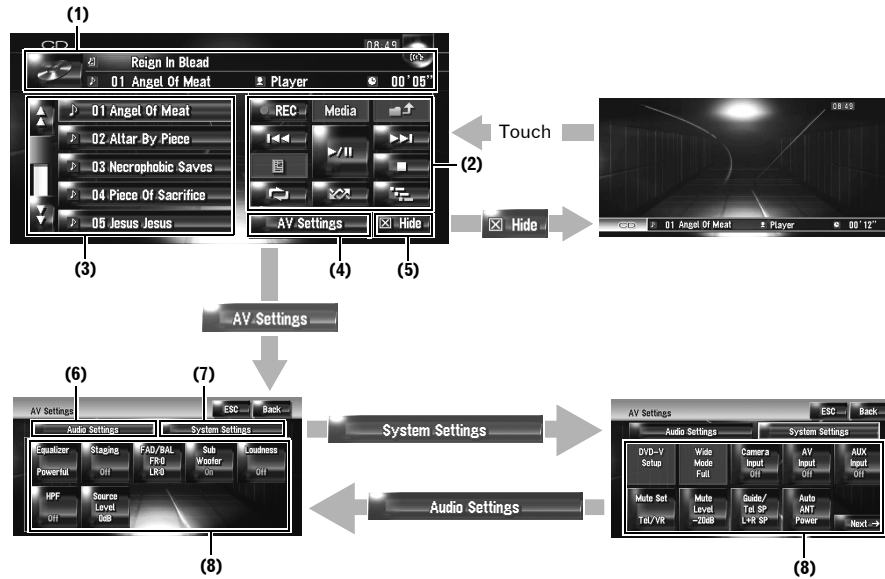 (1)
CD 08:49
Reign In Blead
01 Angel Of Meat Player 00'05"
01 Angel Of Meat
02 Altar By Piece
03 Necrophobic Saves
04 Piece Of Sacrifice
05 Jesus Jesus
REC Media
AV Settings Hide
(2)
(3) (4) (5)
Touch
Hide
08:49
CD 01 Angel Of Meat Player 00'12"
AV Settings
(6) (7)
AV Settings ESC Back
Audio Settings System Settings
Equalizer
Powerful
Staging
Off
FAD/BAL
FR:0
LR:0
Sub
Woofer
On
Loudness
Off
HPF
Off
Source
Level
0dB
(8)
System Settings
Audio Settings
AV Settings ESC Back
Audio Settings System Settings
DVD-V
Setup
Wide
Mode
Full
Camera
Input
Off
AV
Input
Off
AUX
Input
Off
Mute Set
Tel/VR
Mute
Level
-20dB
Guide/
Tel SP
L+R SP
Auto
ANT
Power
Next→
(8)